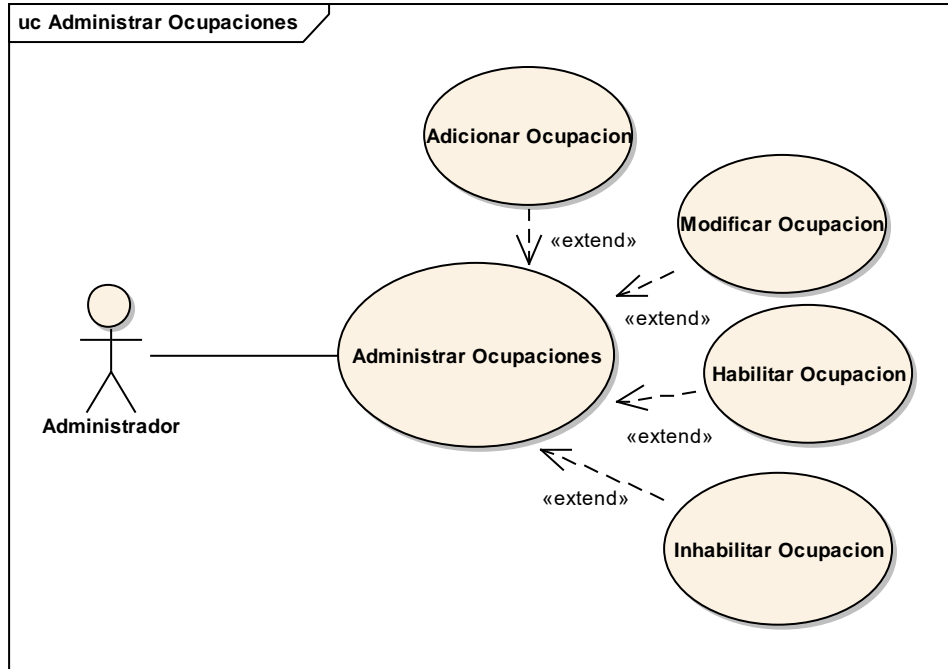 uc Administrar Ocupaciones
Adicionar Ocupacion
«extend»
Modificar Ocupacion
«extend»
Administrar Ocupaciones
Habilitar Ocupacion
«extend»
Administrador
«extend»
Inhabilitar Ocupacion